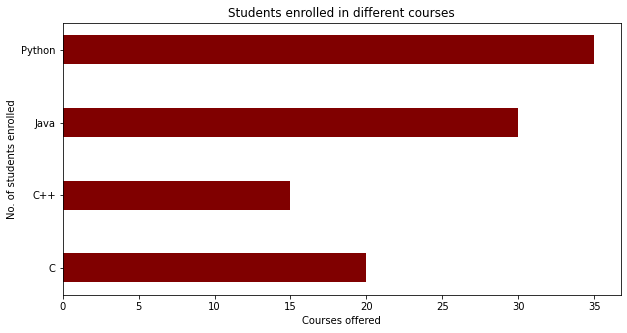 Students enrolled in different courses
No. of students enrolled
Python
Java
C++
C
0 5 10 15 20 25 30 35
Courses offered